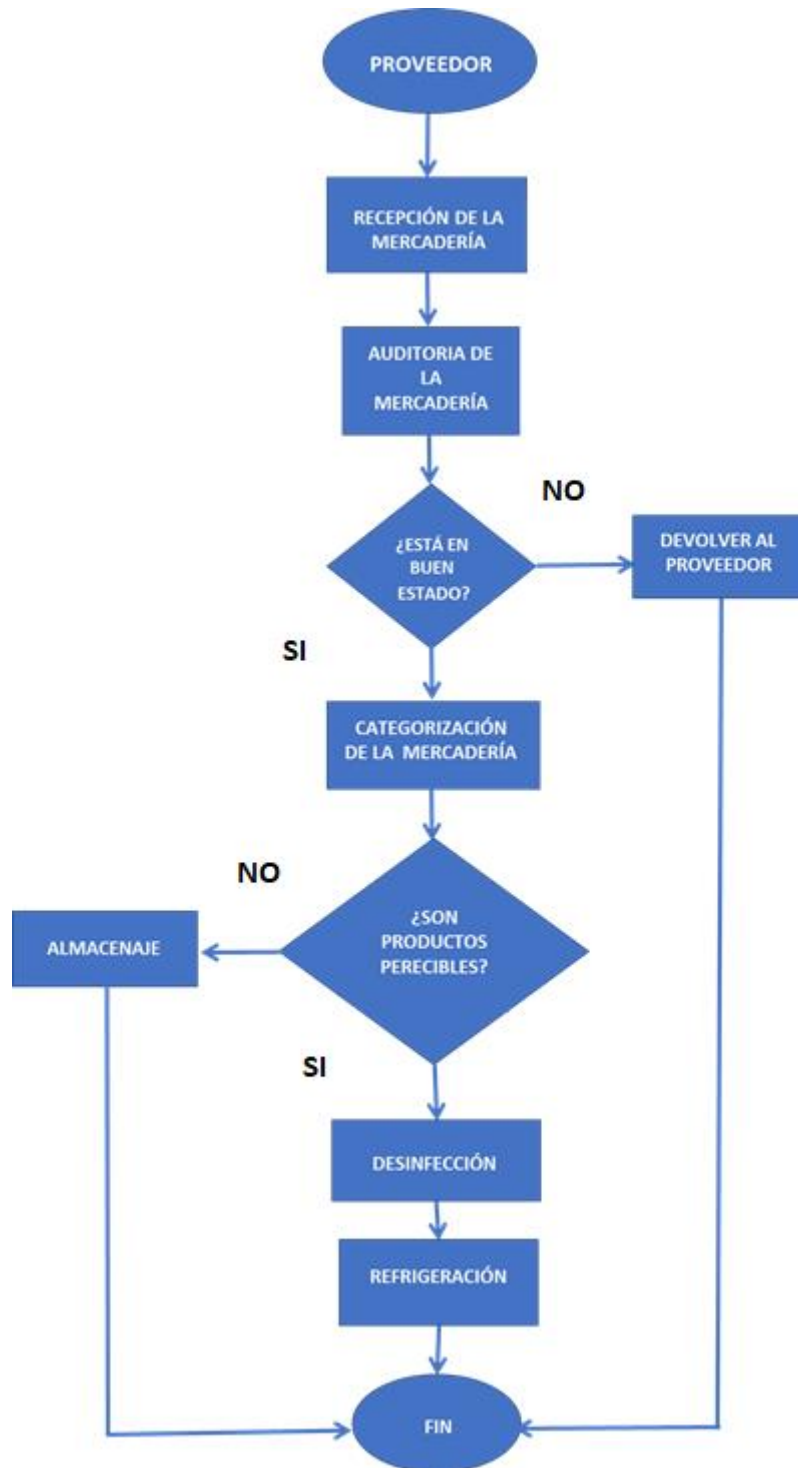 PROVEEDOR
RECEPCIÓN DE LA
MERCADERÍA
AUDITORIA DE
LA
MERCADERÍA
¿ESTÁ EN
BUEN
ESTADO?
NO
DEVOLVER AL
PROVEEDOR
SI
CATEGORIZACIÓN
DE LA MERCADERÍA
¿SON
PRODUCTOS
PERECIBLES?
NO
ALMACENAJE
SI
DESINFECCIÓN
REFRIGERACIÓN
FIN